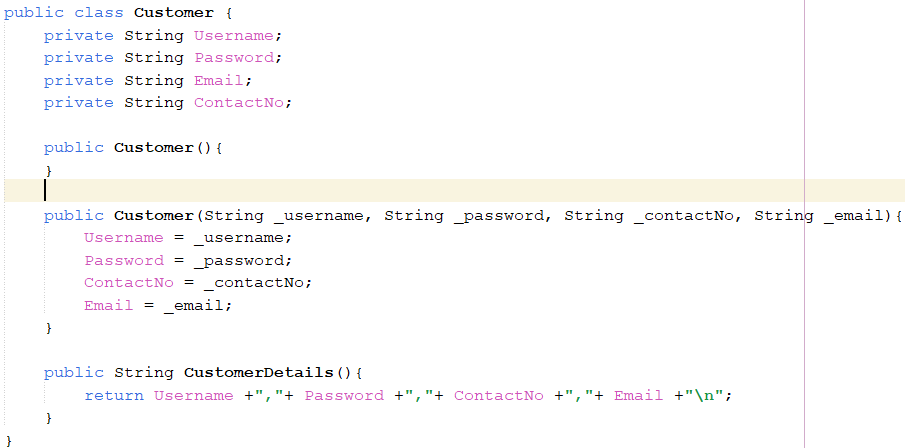 public class Customer {
    private String Username;
    private String Password;
    private String Email;
    private String ContactNo;
    public Customer(){
    }
    public Customer(String _username, String _password, String _contactNo, String _email){
        Username = _username;
        Password = _password;
        ContactNo = _contactNo;
        Email = _email;
    }
    public String CustomerDetails(){
        return Username +","+ Password +","+ ContactNo +","+ Email +"\n";
    }
}